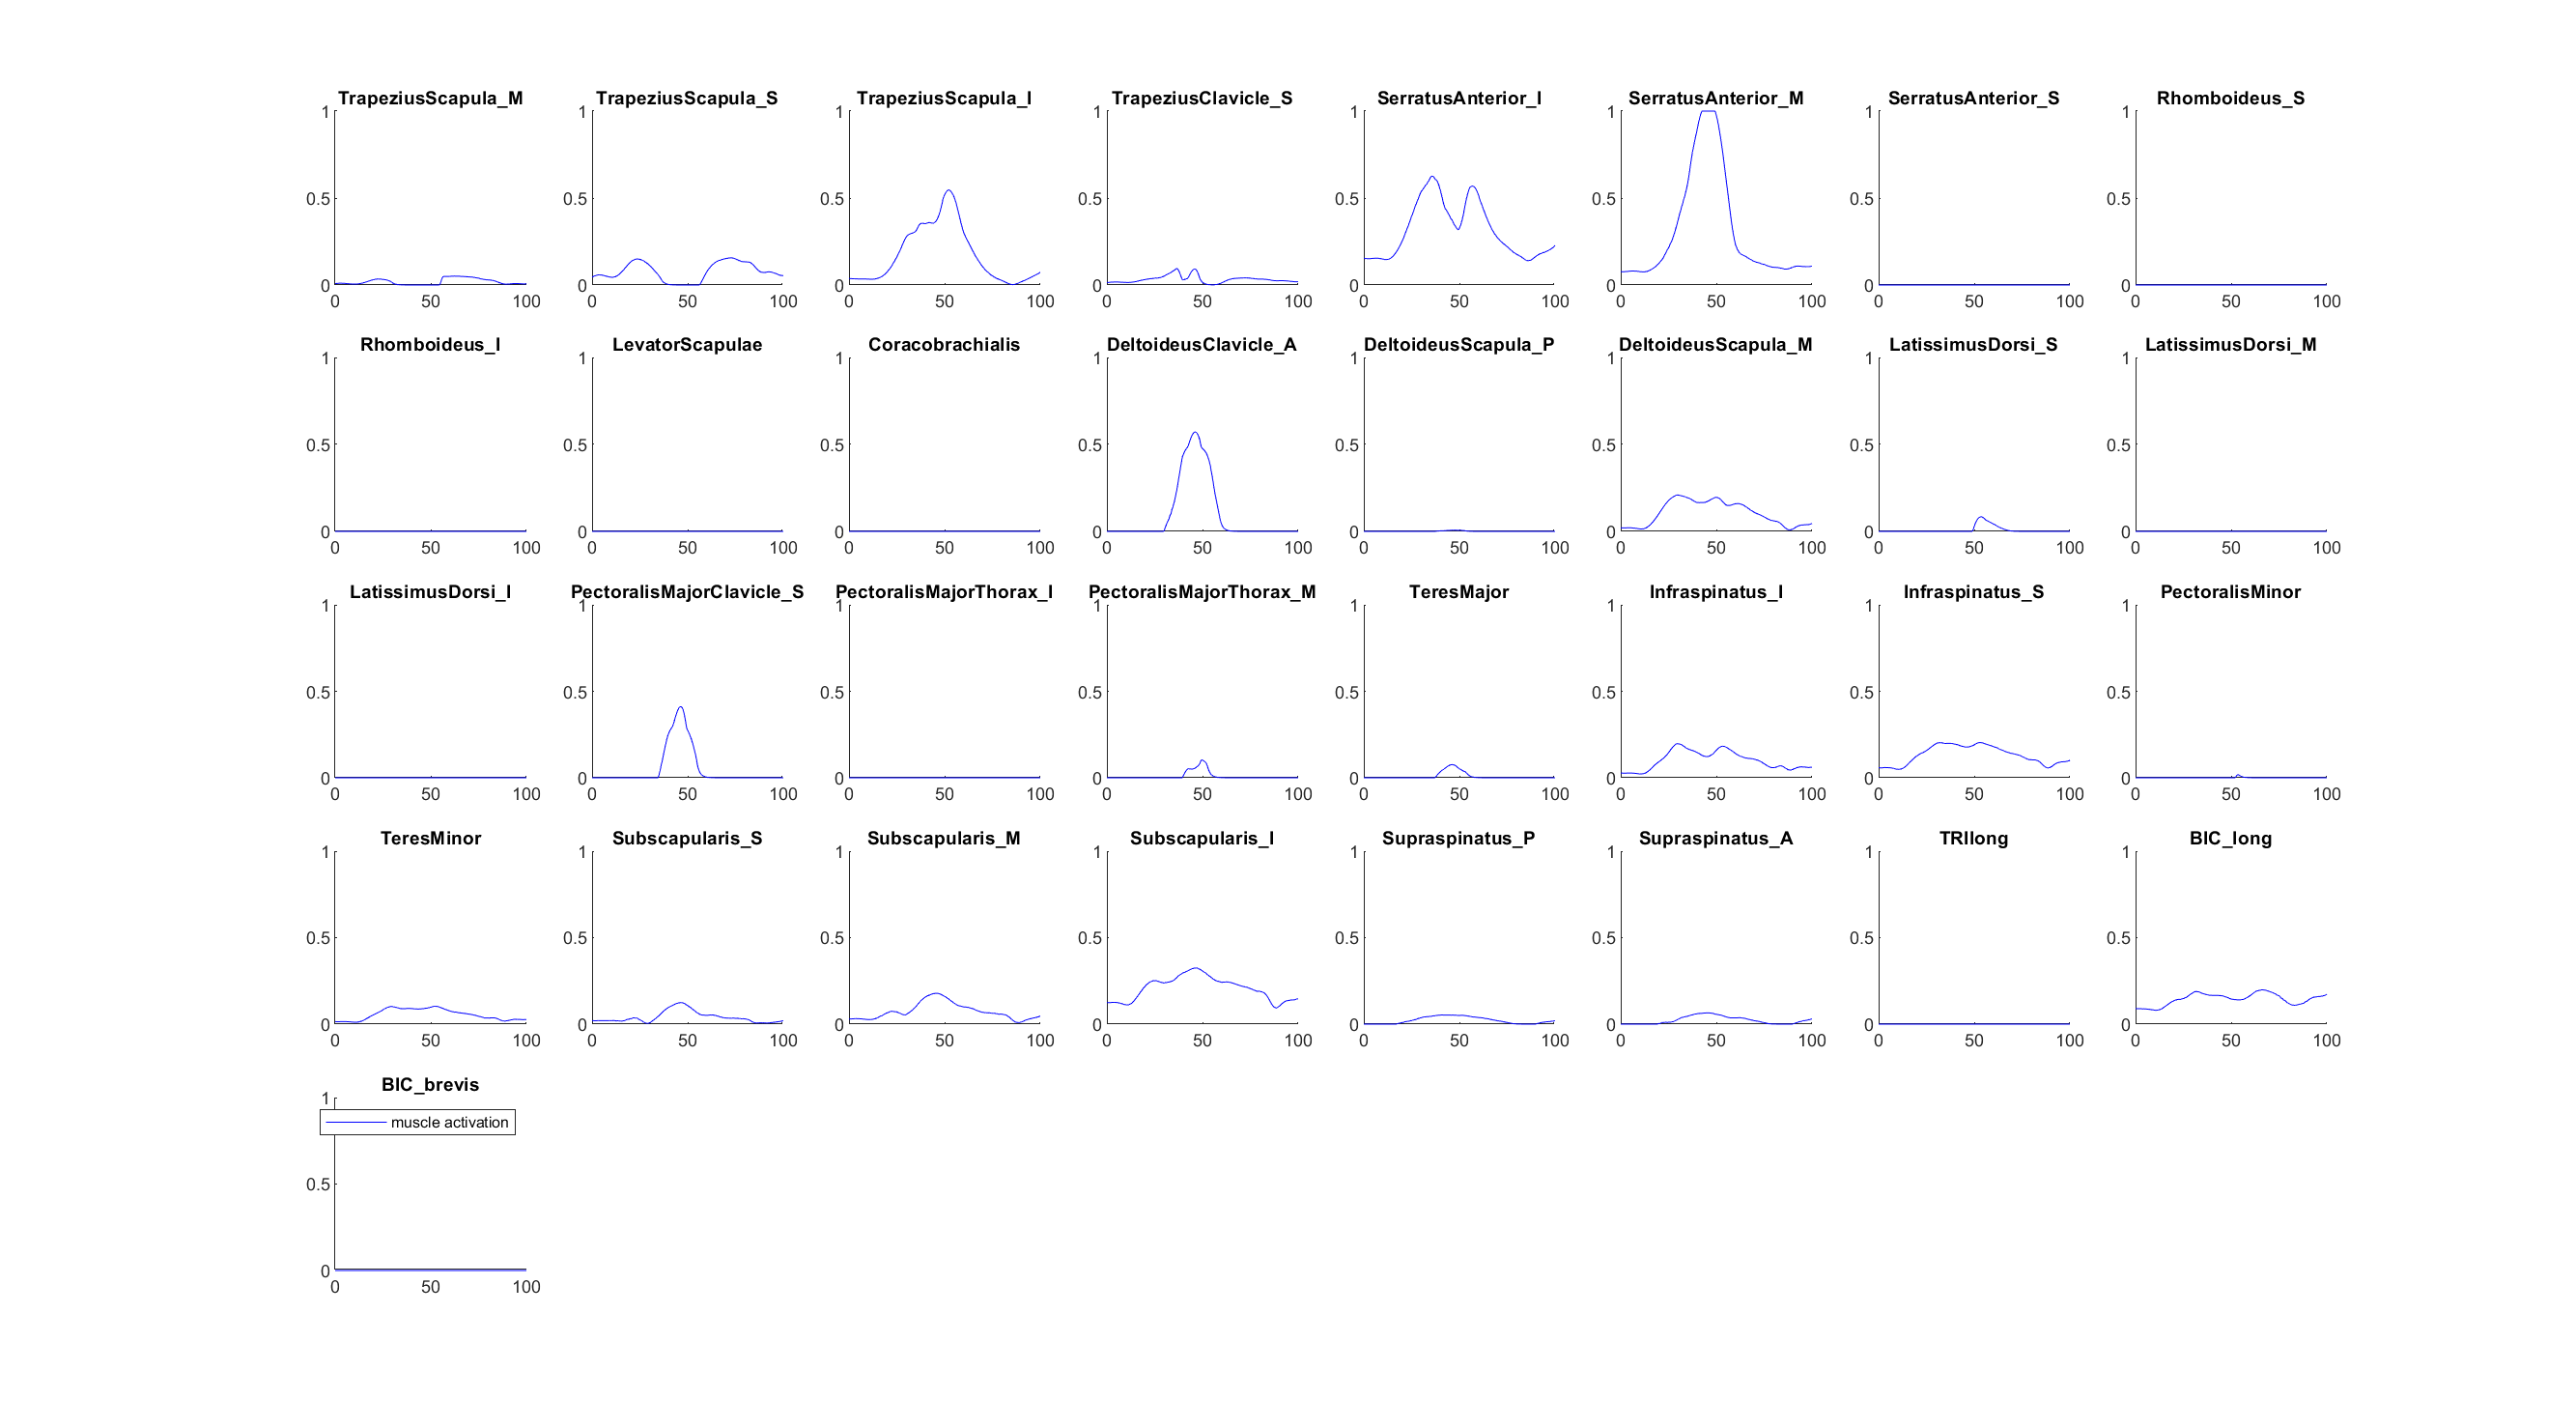 TrapeziusScapula_M TrapeziusScapula_S TrapeziusScapula_I TrapeziusClavicle_S SerratusAnterior_I SerratusAnterior_M SerratusAnterior_S Rhomboideus_S
1 1 1 1 1 1 1 1
0.5 0.5 0.5 0.5 0.5 0.5 0.5 0.5
0 0 0 0 0 0 0 0
0 50 100 0 50 100 0 50 100 0 50 100 0 50 100 0 50 100 0 50 100 0 50 100
Rhomboideus_I LevatorScapulae Coracobrachialis DeltoideusClavicle_A DeltoideusScapula_P DeltoideusScapula_M LatissimusDorsi_S LatissimusDorsi_M
1 1 1 1 1 1 1 1
0.5 0.5 0.5 0.5 0.5 0.5 0.5 0.5
0 0 0 0 0 0 0 0
0 50 100 0 50 100 0 50 100 0 50 100 0 50 100 0 50 100 0 50 100 0 50 100
LatissimusDorsi_I PectoralisMajorClavicle_S PectoralisMajorThorax_I PectoralisMajorThorax_M TeresMajor Infraspinatus_I Infraspinatus_S PectoralisMinor
1 1 1 1 1 1 1 1
0.5 0.5 0.5 0.5 0.5 0.5 0.5 0.5
0 0 0 0 0 0 0 0
0 50 100 0 50 100 0 50 100 0 50 100 0 50 100 0 50 100 0 50 100 0 50 100
TeresMinor Subscapularis_S Subscapularis_M Subscapularis_I Supraspinatus_P Supraspinatus_A TRIlong BIC_long
1 1 1 1 1 1 1 1
0.5 0.5 0.5 0.5 0.5 0.5 0.5 0.5
0 0 0 0 0 0 0 0
0 50 100 0 50 100 0 50 100 0 50 100 0 50 100 0 50 100 0 50 100 0 50 100
BIC_brevis
1
muscle activation
0.5
0
0 50 100